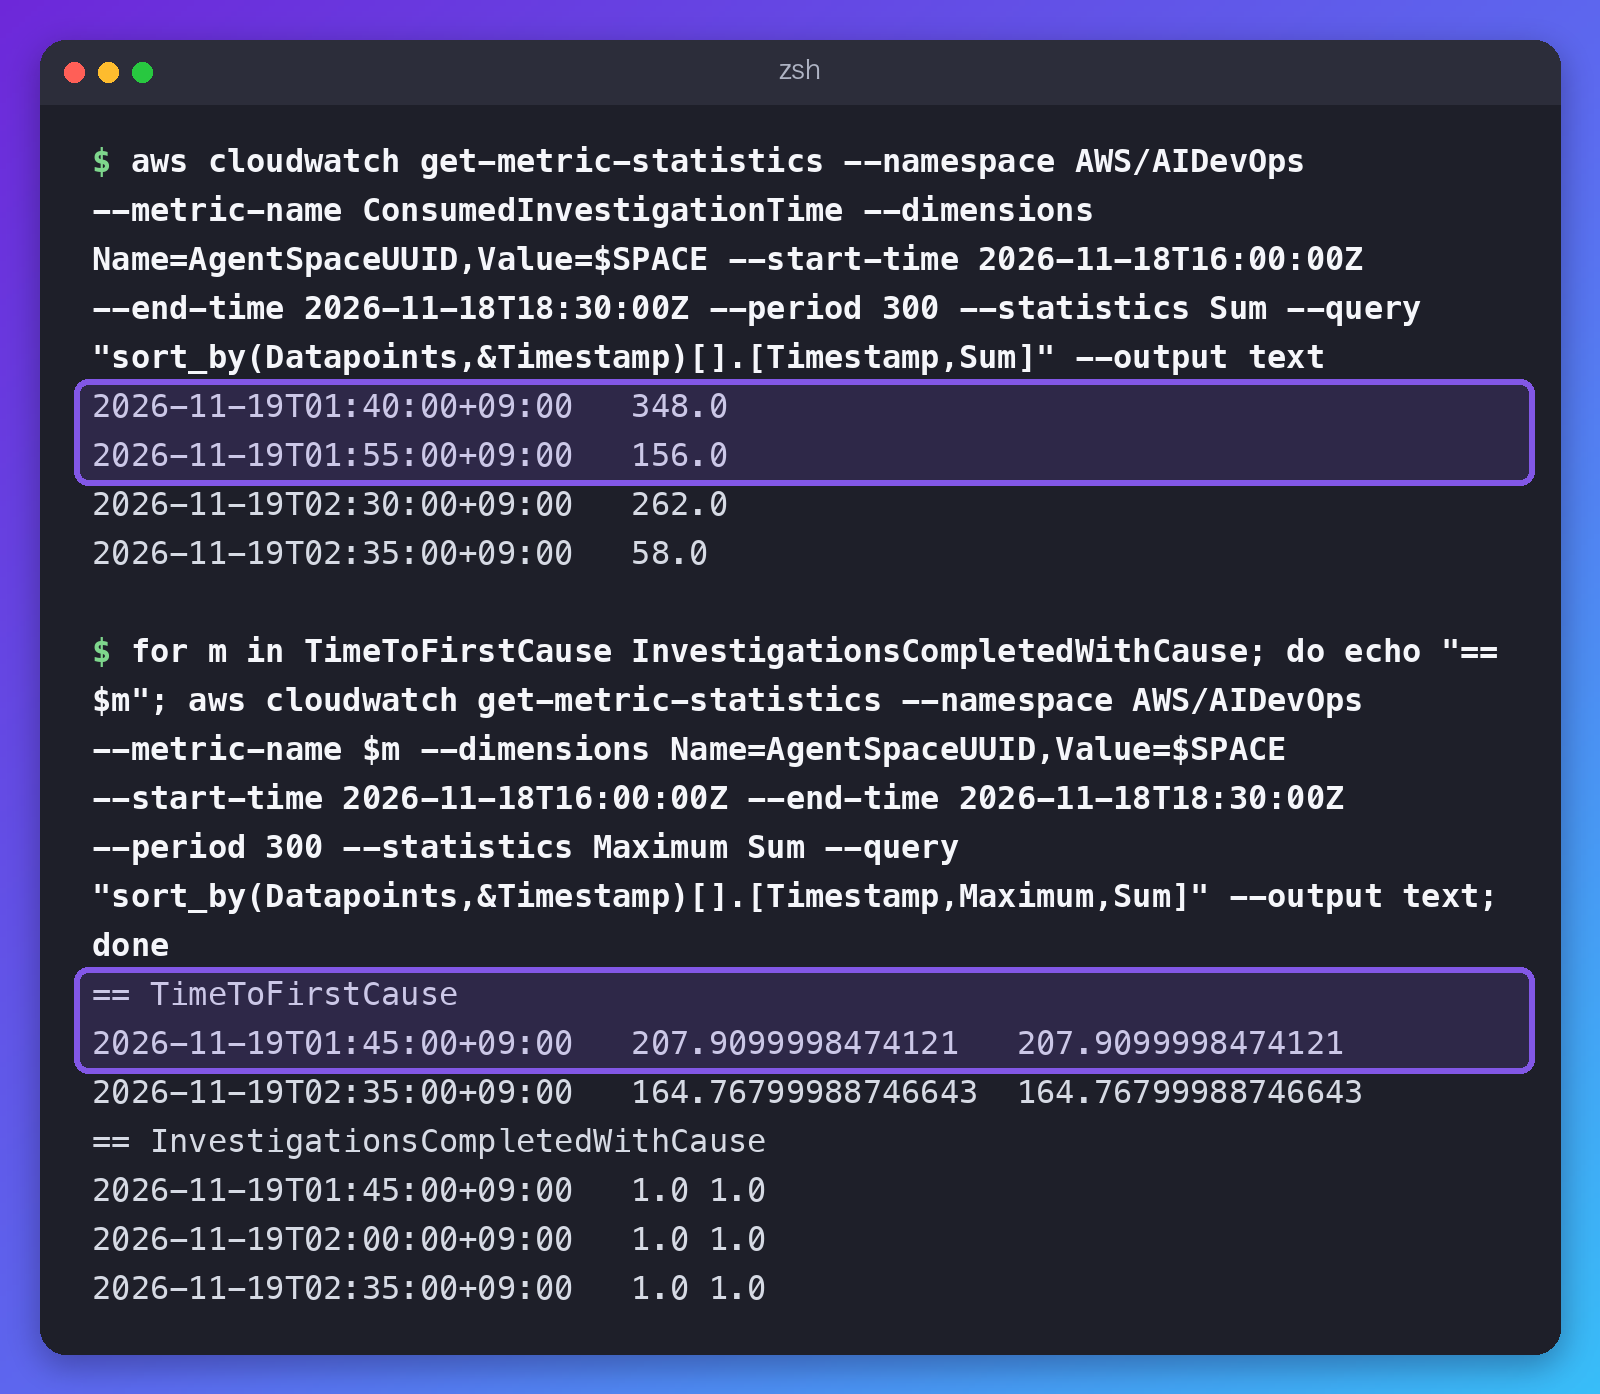 zsh
$ aws cloudwatch get-metric-statistics --namespace AWS/AIDevOps
--metric-name ConsumedInvestigationTime --dimensions
Name=AgentSpaceUUID,Value=$SPACE --start-time 2026-11-18T16:00:00Z
--end-time 2026-11-18T18:30:00Z --period 300 --statistics Sum --query
"sort_by(Datapoints,&Timestamp)[].[Timestamp,Sum]" --output text
2026-11-19T01:40:00+09:00   348.0
2026-11-19T01:55:00+09:00   156.0
2026-11-19T02:30:00+09:00   262.0
2026-11-19T02:35:00+09:00   58.0
$ for m in TimeToFirstCause InvestigationsCompletedWithCause; do echo "==
$m"; aws cloudwatch get-metric-statistics --namespace AWS/AIDevOps
--metric-name $m --dimensions Name=AgentSpaceUUID,Value=$SPACE
--start-time 2026-11-18T16:00:00Z --end-time 2026-11-18T18:30:00Z
--period 300 --statistics Maximum Sum --query
"sort_by(Datapoints,&Timestamp)[].[Timestamp,Maximum,Sum]" --output text;
done
== TimeToFirstCause
2026-11-19T01:45:00+09:00   207.9099998474121   207.9099998474121
2026-11-19T02:35:00+09:00   164.76799988746643  164.76799988746643
== InvestigationsCompletedWithCause
2026-11-19T01:45:00+09:00   1.0 1.0
2026-11-19T02:00:00+09:00   1.0 1.0
2026-11-19T02:35:00+09:00   1.0 1.0